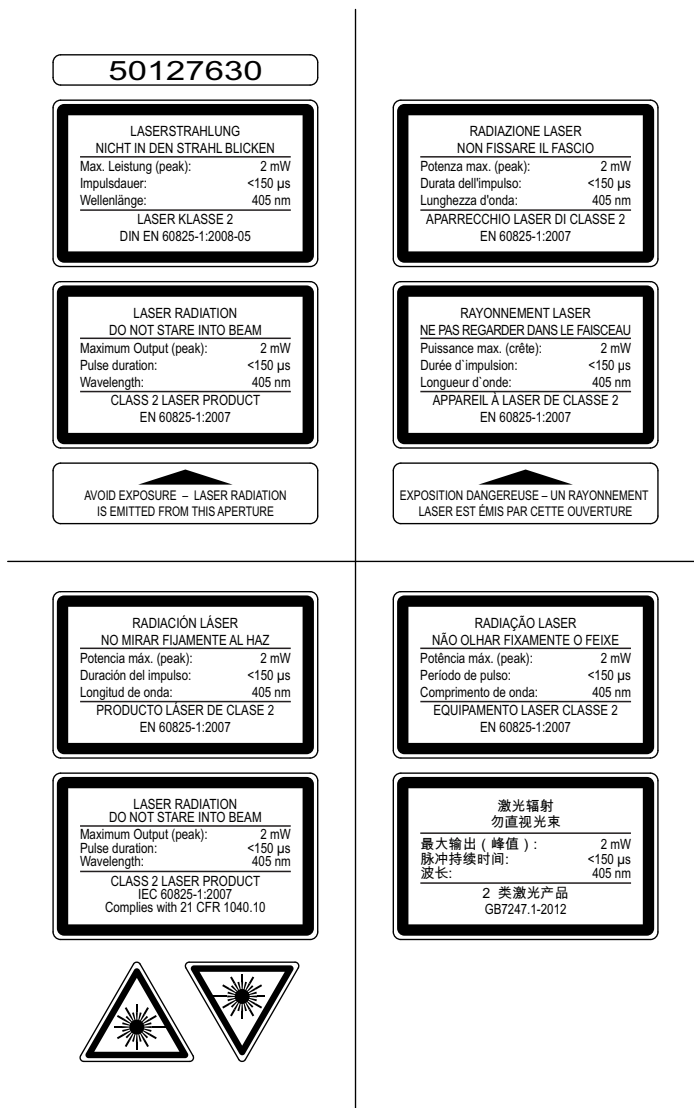 50127630
LASERSTRAHLUNG
NICHT IN DEN STRAHL BLICKEN
Max. Leistung (peak): 2 mW
Impulsdauer: <150 µs
Wellenlänge: 405 nm
LASER KLASSE 2
DIN EN 60825-1:2008-05
LASER RADIATION
DO NOT STARE INTO BEAM
Maximum Output (peak): 2 mW
Pulse duration: <150 µs
Wavelength: 405 nm
CLASS 2 LASER PRODUCT
EN 60825-1:2007
AVOID EXPOSURE – LASER RADIATION
IS EMITTED FROM THIS APERTURE
RADIAZIONE LASER
NON FISSARE IL FASCIO
Potenza max. (peak): 2 mW
Durata dell'impulso: <150 µs
Lunghezza d'onda: 405 nm
APARRECCHIO LASER DI CLASSE 2
EN 60825-1:2007
RAYONNEMENT LASER
NE PAS REGARDER DANS LE FAISCEAU
Puissance max. (crête): 2 mW
Durée d`impulsion: <150 µs
Longueur d`onde: 405 nm
APPAREIL À LASER DE CLASSE 2
EN 60825-1:2007
EXPOSITION DANGEREUSE – UN RAYONNEMENT
LASER EST ÉMIS PAR CETTE OUVERTURE
RADIACIÓN LÁSER
NO MIRAR FIJAMENTE AL HAZ
Potencia máx. (peak): 2 mW
Duración del impulso: <150 µs
Longitud de onda: 405 nm
PRODUCTO LÁSER DE CLASE 2
EN 60825-1:2007
LASER RADIATION
DO NOT STARE INTO BEAM
Maximum Output (peak): 2 mW
Pulse duration: <150 µs
Wavelength: 405 nm
CLASS 2 LASER PRODUCT
IEC 60825-1:2007
Complies with 21 CFR 1040.10
RADIAÇÃO LASER
NÃO OLHAR FIXAMENTE O FEIXE
Potência máx. (peak): 2 mW
Período de pulso: <150 µs
Comprimento de onda: 405 nm
EQUIPAMENTO LASER CLASSE 2
EN 60825-1:2007
激光辐射
勿直视光束
最大输出（峰值）: 2 mW
脉冲持续时间: <150 µs
波长: 405 nm
2 类激光产品
GB7247.1-2012